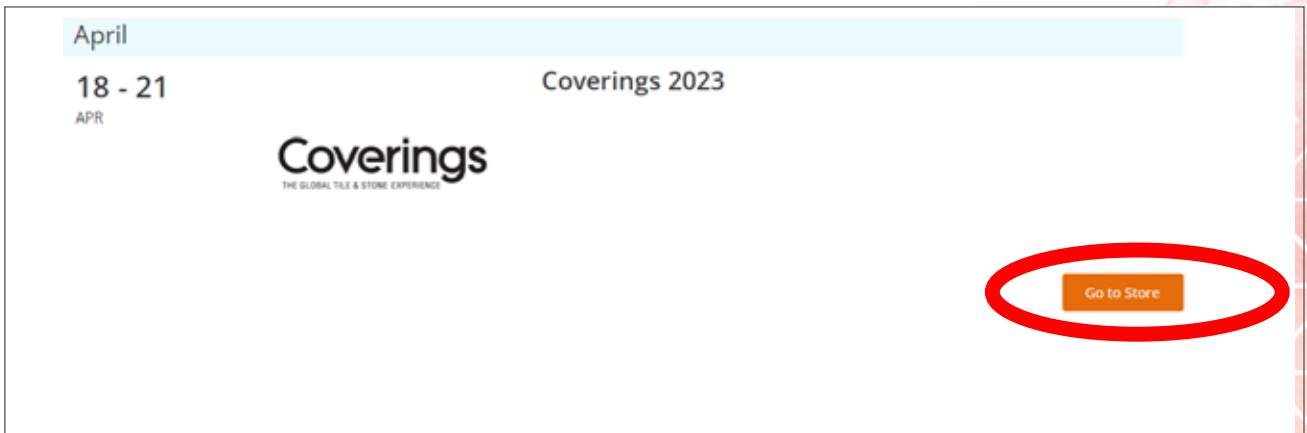 April
18 - 21
Coverings 2023
APR
Coverings
THE GLOBAL TILE & STONE EXPERIENCE
Go to Store